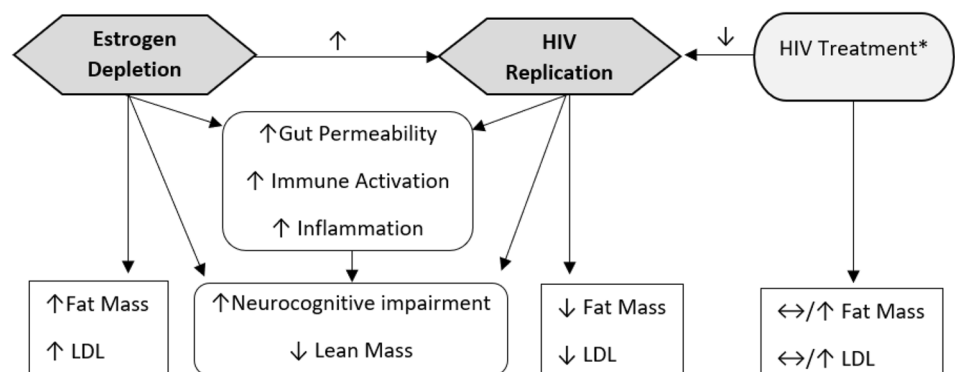 Estrogen
Depletion
↑
HIV
Replication
↓
HIV Treatment*
↑Gut Permeability
↑ Immune Activation
↑ Inflammation
↑Fat Mass
↑ LDL
↑Neurocognitive impairment
↓ Lean Mass
↓ Fat Mass
↓ LDL
↔/↑ Fat Mass
↔/↑ LDL